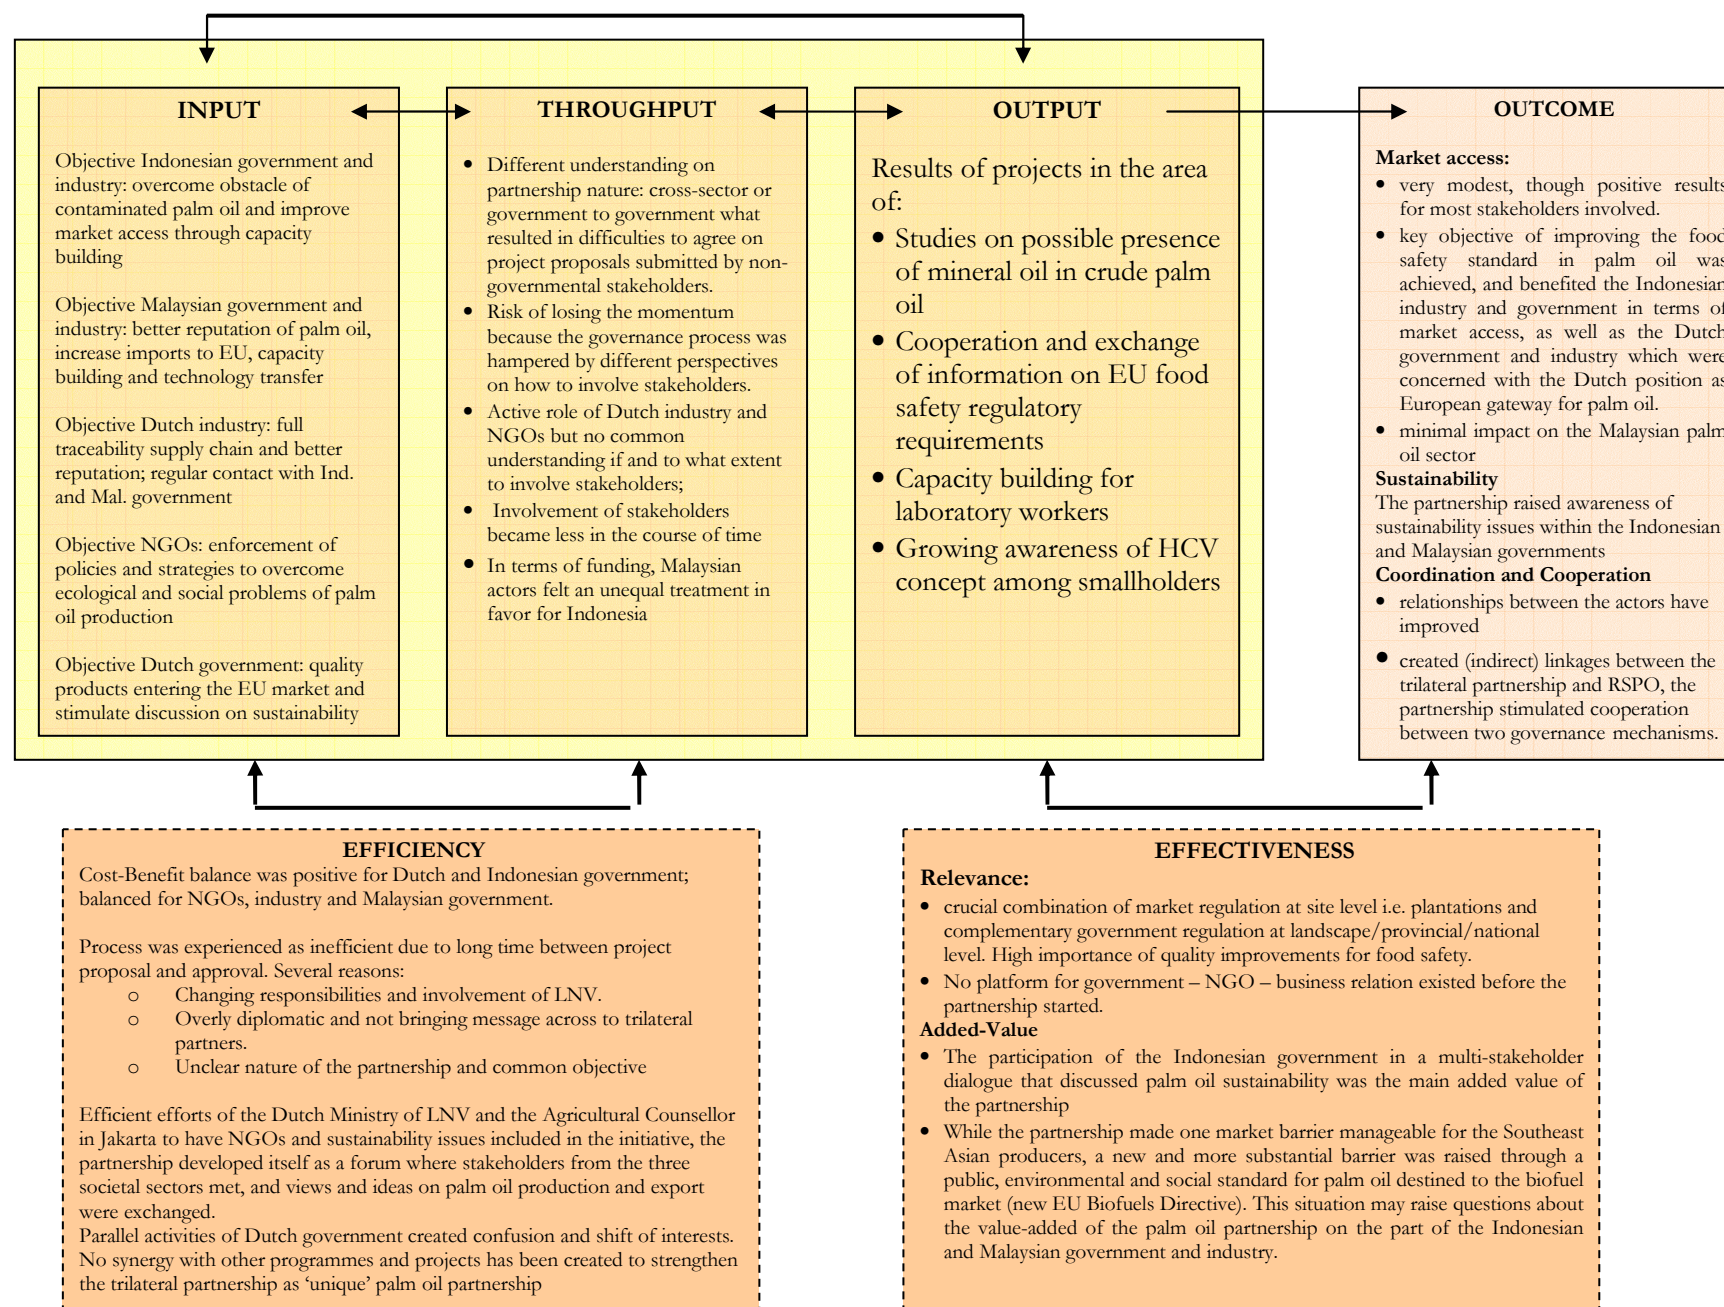 INPUT
Objective Indonesian government and
industry: overcome obstacle of
contaminated palm oil and improve
market access through capacity
building
Objective Malaysian government and
industry: better reputation of palm oil,
increase imports to EU, capacity
building and technology transfer
Objective Dutch industry: full
traceability supply chain and better
reputation; regular contact with Ind.
and Mal. government
Objective NGOs: enforcement of
policies and strategies to overcome
ecological and social problems of palm
oil production
Objective Dutch government: quality
products entering the EU market and
stimulate discussion on sustainability
THROUGHPUT
• Different understanding on
partnership nature: cross-sector or
government to government what
resulted in difficulties to agree on
project proposals submitted by non-
governmental stakeholders.
• Risk of losing the momentum
because the governance process was
hampered by different perspectives
on how to involve stakeholders.
• Active role of Dutch industry and
NGOs but no common
understanding if and to what extent
to involve stakeholders;
• Involvement of stakeholders
became less in the course of time
• In terms of funding, Malaysian
actors felt an unequal treatment in
favor for Indonesia
OUTPUT
Results of projects in the area
of:
• Studies on possible presence
of mineral oil in crude palm
oil
• Cooperation and exchange
of information on EU food
safety regulatory
requirements
• Capacity building for
laboratory workers
• Growing awareness of HCV
concept among smallholders
OUTCOME
Market access:
• very modest, though positive results
for most stakeholders involved.
• key objective of improving the food
safety standard in palm oil was
achieved, and benefited the Indonesian
industry and government in terms of
market access, as well as the Dutch
government and industry which were
concerned with the Dutch position as
European gateway for palm oil.
• minimal impact on the Malaysian palm
oil sector
Sustainability
The partnership raised awareness of
sustainability issues within the Indonesian
and Malaysian governments
Coordination and Cooperation
• relationships between the actors have
improved
• created (indirect) linkages between the
trilateral partnership and RSPO, the
partnership stimulated cooperation
between two governance mechanisms.
EFFICIENCY
Cost-Benefit balance was positive for Dutch and Indonesian government;
balanced for NGOs, industry and Malaysian government.
Process was experienced as inefficient due to long time between project
proposal and approval. Several reasons:
o Changing responsibilities and involvement of LNV.
o Overly diplomatic and not bringing message across to trilateral
partners.
o Unclear nature of the partnership and common objective
Efficient efforts of the Dutch Ministry of LNV and the Agricultural Counsellor
in Jakarta to have NGOs and sustainability issues included in the initiative, the
partnership developed itself as a forum where stakeholders from the three
societal sectors met, and views and ideas on palm oil production and export
were exchanged.
Parallel activities of Dutch government created confusion and shift of interests.
No synergy with other programmes and projects has been created to strengthen
the trilateral partnership as ‘unique’ palm oil partnership
EFFECTIVENESS
Relevance:
• crucial combination of market regulation at site level i.e. plantations and
complementary government regulation at landscape/provincial/national
level. High importance of quality improvements for food safety.
• No platform for government – NGO – business relation existed before the
partnership started.
Added-Value
• The participation of the Indonesian government in a multi-stakeholder
dialogue that discussed palm oil sustainability was the main added value of
the partnership
• While the partnership made one market barrier manageable for the Southeast
Asian producers, a new and more substantial barrier was raised through a
public, environmental and social standard for palm oil destined to the biofuel
market (new EU Biofuels Directive). This situation may raise questions about
the value-added of the palm oil partnership on the part of the Indonesian
and Malaysian government and industry.